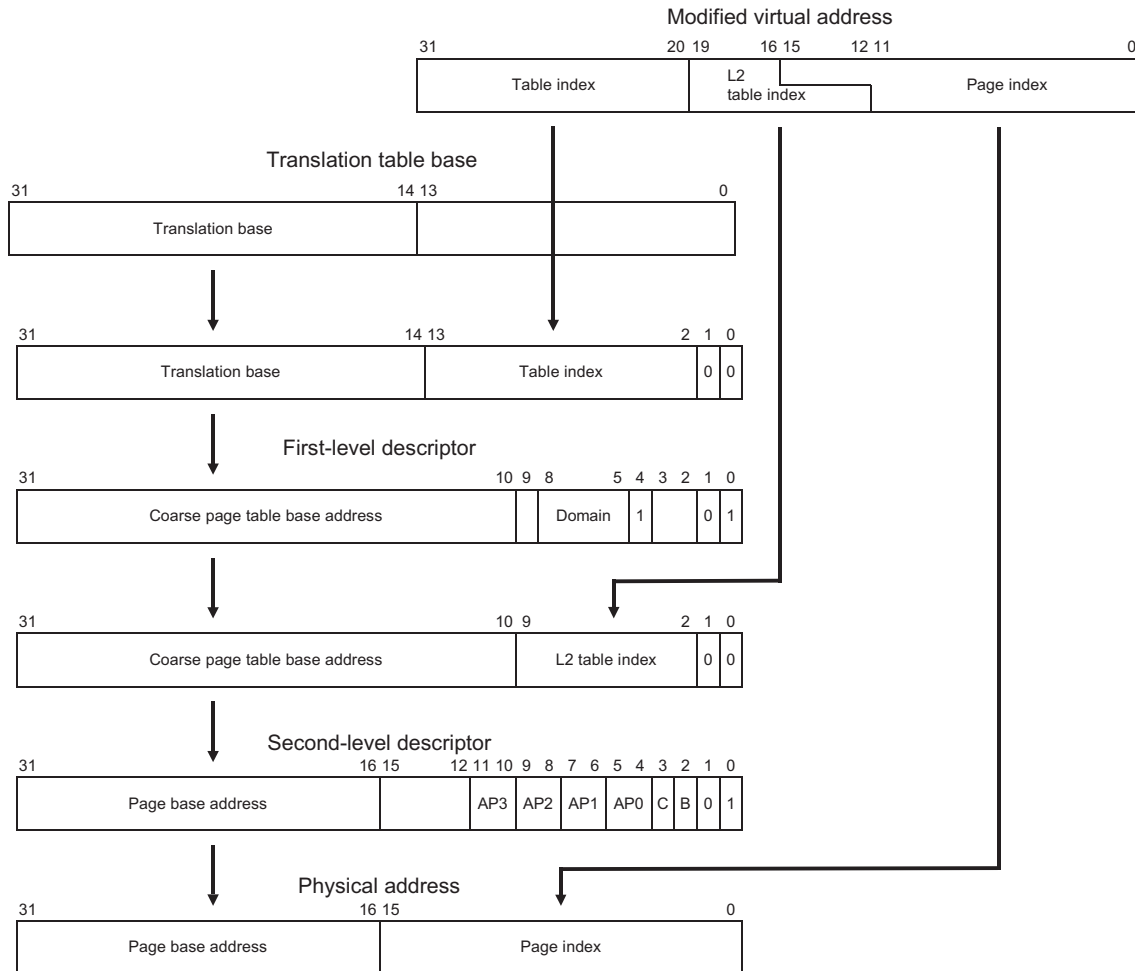 Modified virtual address
31 20 19 16 15 12 11 0
Table index L2 table index Page index
Translation table base
31 14 13 0
Translation base
31 14 13 2 1 0
Translation base Table index 0 0
First-level descriptor
31 10 9 8 5 4 3 2 1 0
Coarse page table base address Domain 1 0 1
31 10 9 2 1 0
Coarse page table base address L2 table index 0 0
Second-level descriptor
31 16 15 12 11 10 9 8 7 6 5 4 3 2 1 0
Page base address AP3 AP2 AP1 AP0 C B 0 1
Physical address
31 16 15 0
Page base address Page index